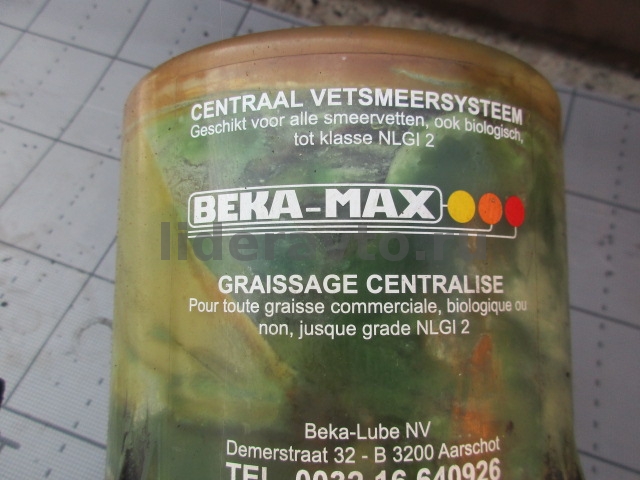 CENTRAAL VETSMEERSYSTEEM
Geschikt voor alle smeervetten, ook biologisch,
tot klasse NLGI 2
BEKA-MAX
GRAISSAGE CENTRALISE
Pour toute graisse commerciale, biologique ou
non, jusque grade NLGI 2
Beka-Lube NV
Demerstraat 32 - B 3200 Aarschot
TEL 0032 16 640926